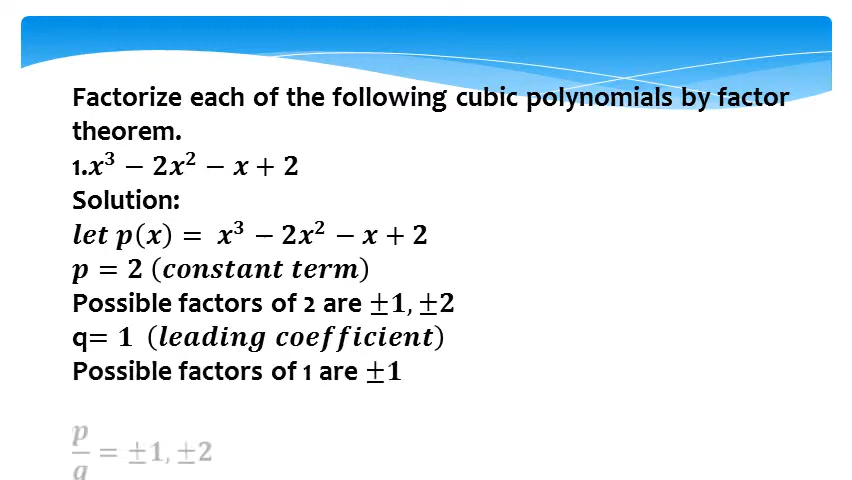 Factorize each of the following cubic polynomials by factor
theorem.
1.x³ − 2x² − x + 2
Solution:
let p(x) = x³ − 2x² − x + 2
p = 2 (constant term)
Possible factors of 2 are ±1, ±2
q= 1 (leading coefficient)
Possible factors of 1 are ±1
p/q = ±1, ±2